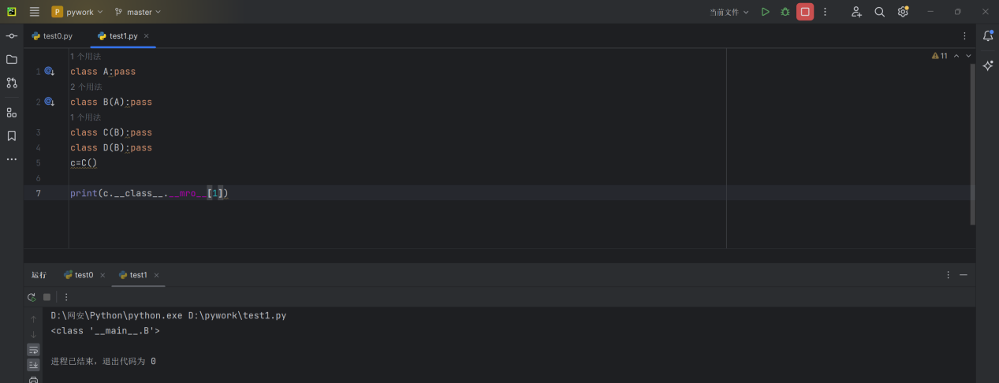 P pywork master 当前文件
test0.py test1.py
1 个用法
11
1 class A:pass
2 个用法
2 class B(A):pass
1 个用法
3 class C(B):pass
4 class D(B):pass
5 c=C()
6
7 print(c.__class__.__mro__[1])
运行 test0 test1
D:\网安\Python\python.exe D:\pywork\test1.py
<class '__main__.B'>
进程已结束，退出代码为 0